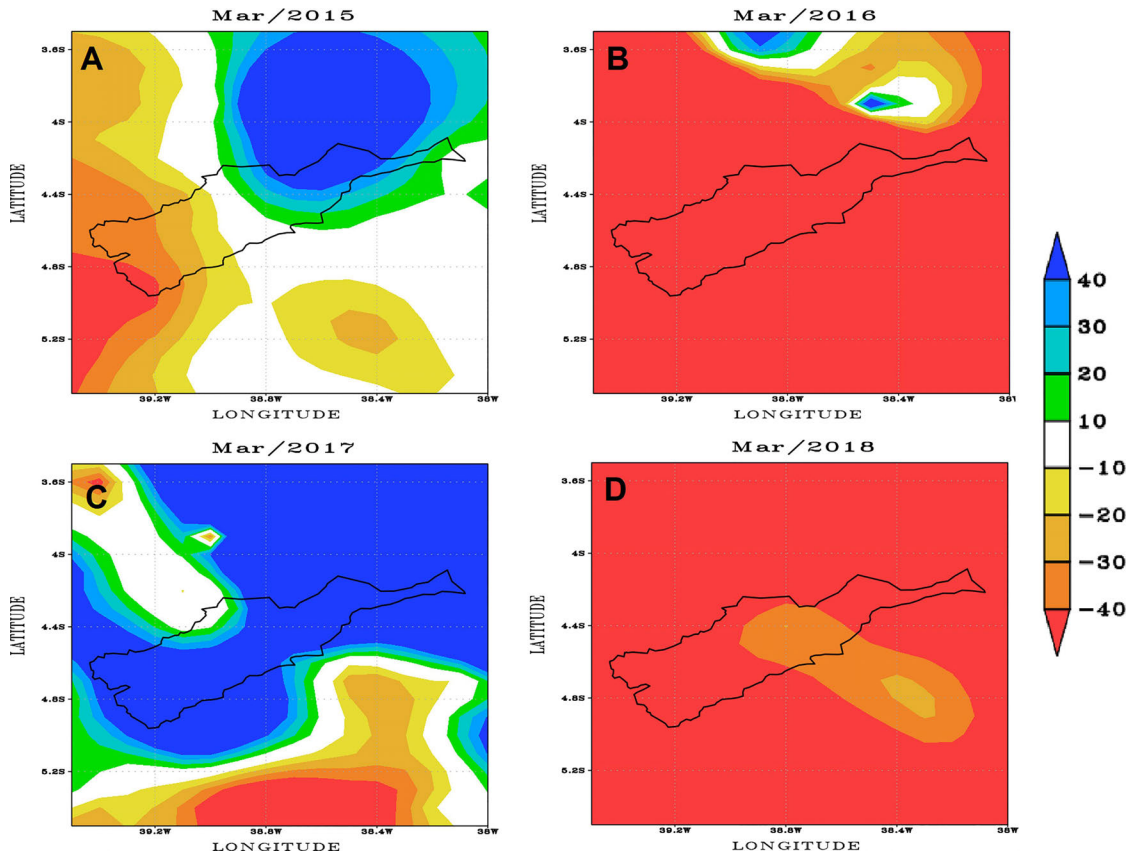 Mar/2015
A
3.6S
4S
4.4S
4.8S
5.2S
LATITUDE
39.2W
38.8W
38.4W
38W
LONGITUDE
Mar/2016
B
3.6S
4S
4.4S
4.8S
5.2S
LATITUDE
39.2W
38.8W
38.4W
LONGITUDE
Mar/2017
C
3.6S
4S
4.4S
4.8S
5.2S
LATITUDE
39.2W
38.8W
38.4W
38W
LONGITUDE
Mar/2018
D
3.6S
4S
4.4S
4.8S
5.2S
LATITUDE
39.2W
38.8W
38.4W
38W
LONGITUDE
40
30
20
10
-10
-20
-30
-40